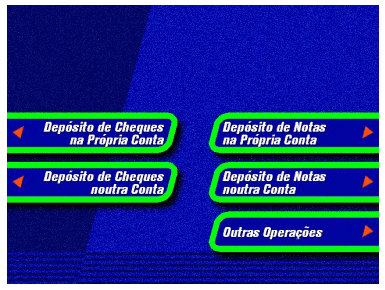 Depósito de Cheques
na Própria Conta
Depósito de Notas
na Própria Conta
Depósito de Cheques
noutra Conta
Depósito de Notas
noutra Conta
Outras Operações